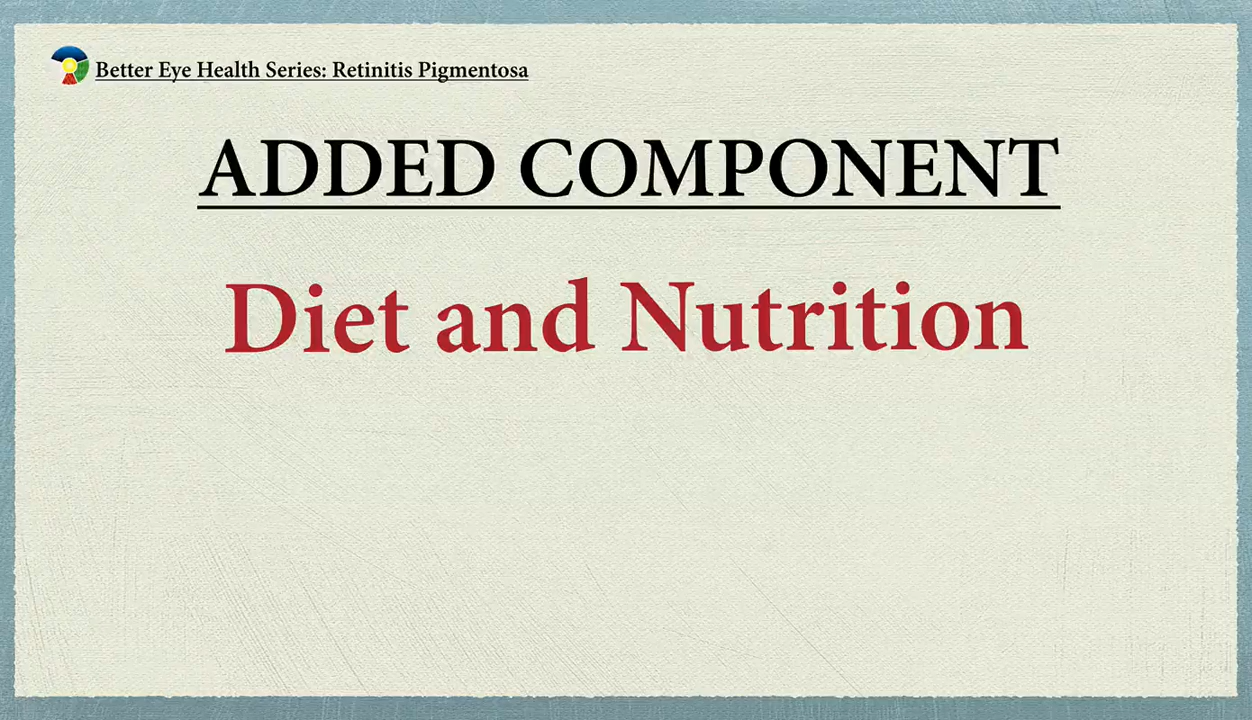 Better Eye Health Series: Retinitis Pigmentosa
ADDED COMPONENT
Diet and Nutrition